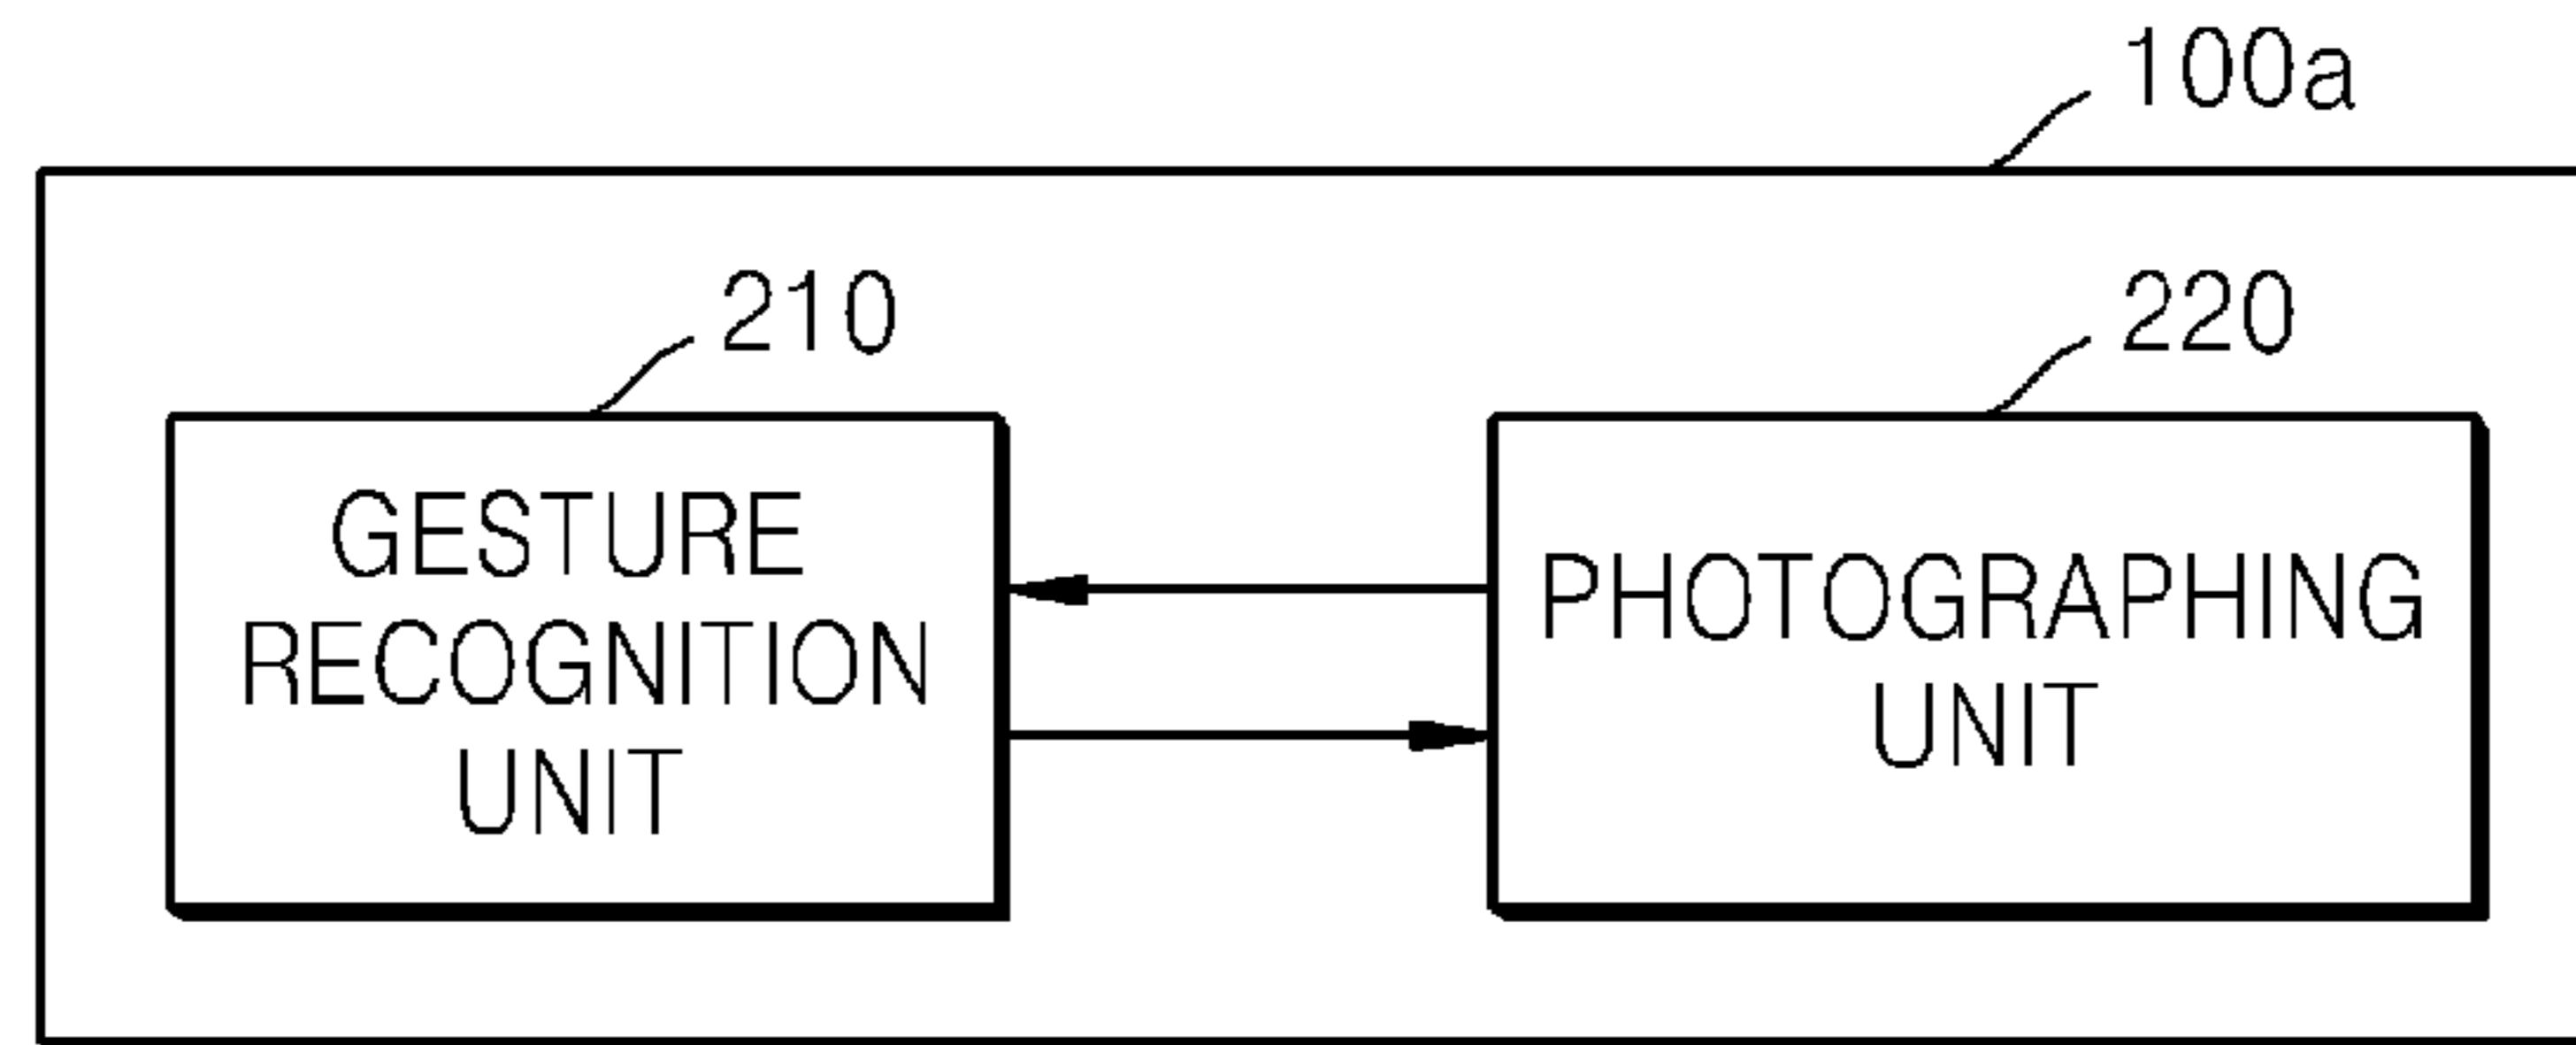 100a
210
220
GESTURE
RECOGNITION
UNIT
PHOTOGRAPHING
UNIT